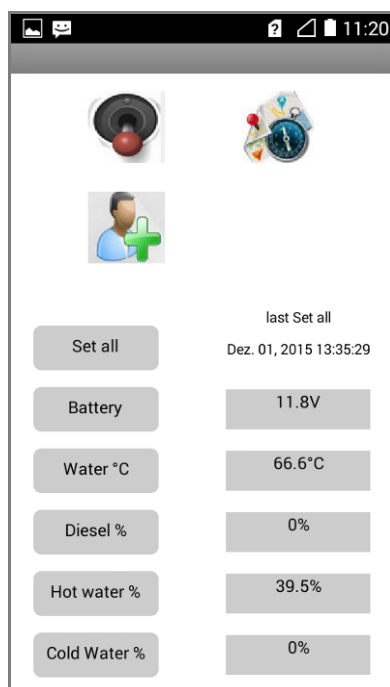 11:20
last Set all
Set all
Dez. 01, 2015 13:35:29
Battery
11.8V
Water °C
66.6°C
Diesel %
0%
Hot water %
39.5%
Cold Water %
0%